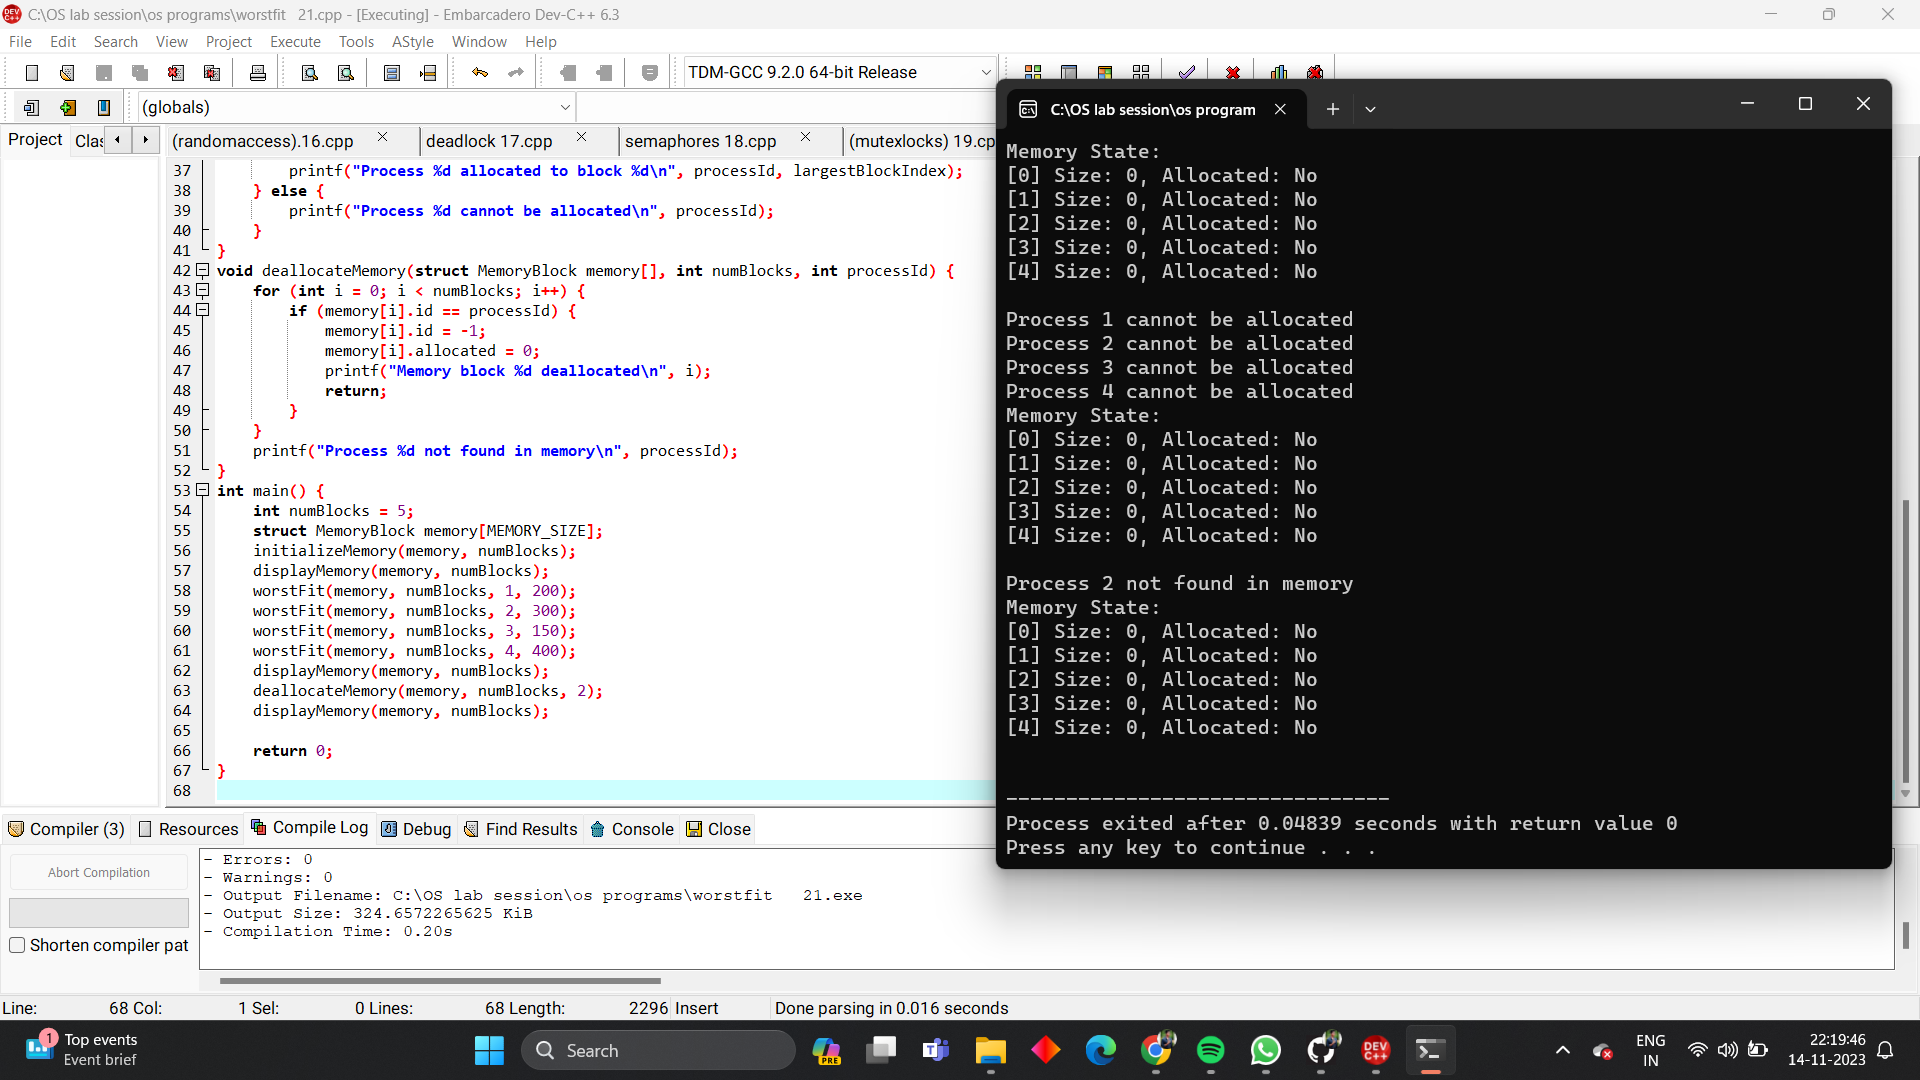 C:\OS lab session\os programs\worstfit   21.cpp - [Executing] - Embarcadero Dev-C++ 6.3
File Edit Search View Project Execute Tools AStyle Window Help
TDM-GCC 9.2.0 64-bit Release
(globals)
Project Clas (randomaccess).16.cpp deadlock 17.cpp semaphores 18.cpp (mutexlocks) 19.cp
37 printf("Process %d allocated to block %d\n", processId, largestBlockIndex);
38 } else {
39 printf("Process %d cannot be allocated\n", processId);
40 }
41 }
42 void deallocateMemory(struct MemoryBlock memory[], int numBlocks, int processId) {
43 for (int i = 0; i < numBlocks; i++) {
44 if (memory[i].id == processId) {
45 memory[i].id = -1;
46 memory[i].allocated = 0;
47 printf("Memory block %d deallocated\n", i);
48 return;
49 }
50 }
51 printf("Process %d not found in memory\n", processId);
52 }
53 int main() {
54 int numBlocks = 5;
55 struct MemoryBlock memory[MEMORY_SIZE];
56 initializeMemory(memory, numBlocks);
57 displayMemory(memory, numBlocks);
58 worstFit(memory, numBlocks, 1, 200);
59 worstFit(memory, numBlocks, 2, 300);
60 worstFit(memory, numBlocks, 3, 150);
61 worstFit(memory, numBlocks, 4, 400);
62 displayMemory(memory, numBlocks);
63 deallocateMemory(memory, numBlocks, 2);
64 displayMemory(memory, numBlocks);
65
66 return 0;
67 }
68
C:\OS lab session\os program
Memory State:
[0] Size: 0, Allocated: No
[1] Size: 0, Allocated: No
[2] Size: 0, Allocated: No
[3] Size: 0, Allocated: No
[4] Size: 0, Allocated: No
Process 1 cannot be allocated
Process 2 cannot be allocated
Process 3 cannot be allocated
Process 4 cannot be allocated
Memory State:
[0] Size: 0, Allocated: No
[1] Size: 0, Allocated: No
[2] Size: 0, Allocated: No
[3] Size: 0, Allocated: No
[4] Size: 0, Allocated: No
Process 2 not found in memory
Memory State:
[0] Size: 0, Allocated: No
[1] Size: 0, Allocated: No
[2] Size: 0, Allocated: No
[3] Size: 0, Allocated: No
[4] Size: 0, Allocated: No
--------------------------------
Process exited after 0.04839 seconds with return value 0
Press any key to continue . . .
Compiler (3) Resources Compile Log Debug Find Results Console Close
Abort Compilation
Shorten compiler pat
- Errors: 0
- Warnings: 0
- Output Filename: C:\OS lab session\os programs\worstfit   21.exe
- Output Size: 324.6572265625 KiB
- Compilation Time: 0.20s
Line: 68 Col: 1 Sel: 0 Lines: 68 Length: 2296 Insert Done parsing in 0.016 seconds
1
Top events
Event brief
Search
PRE
DEV C++
ENG
IN
22:19:46
14-11-2023